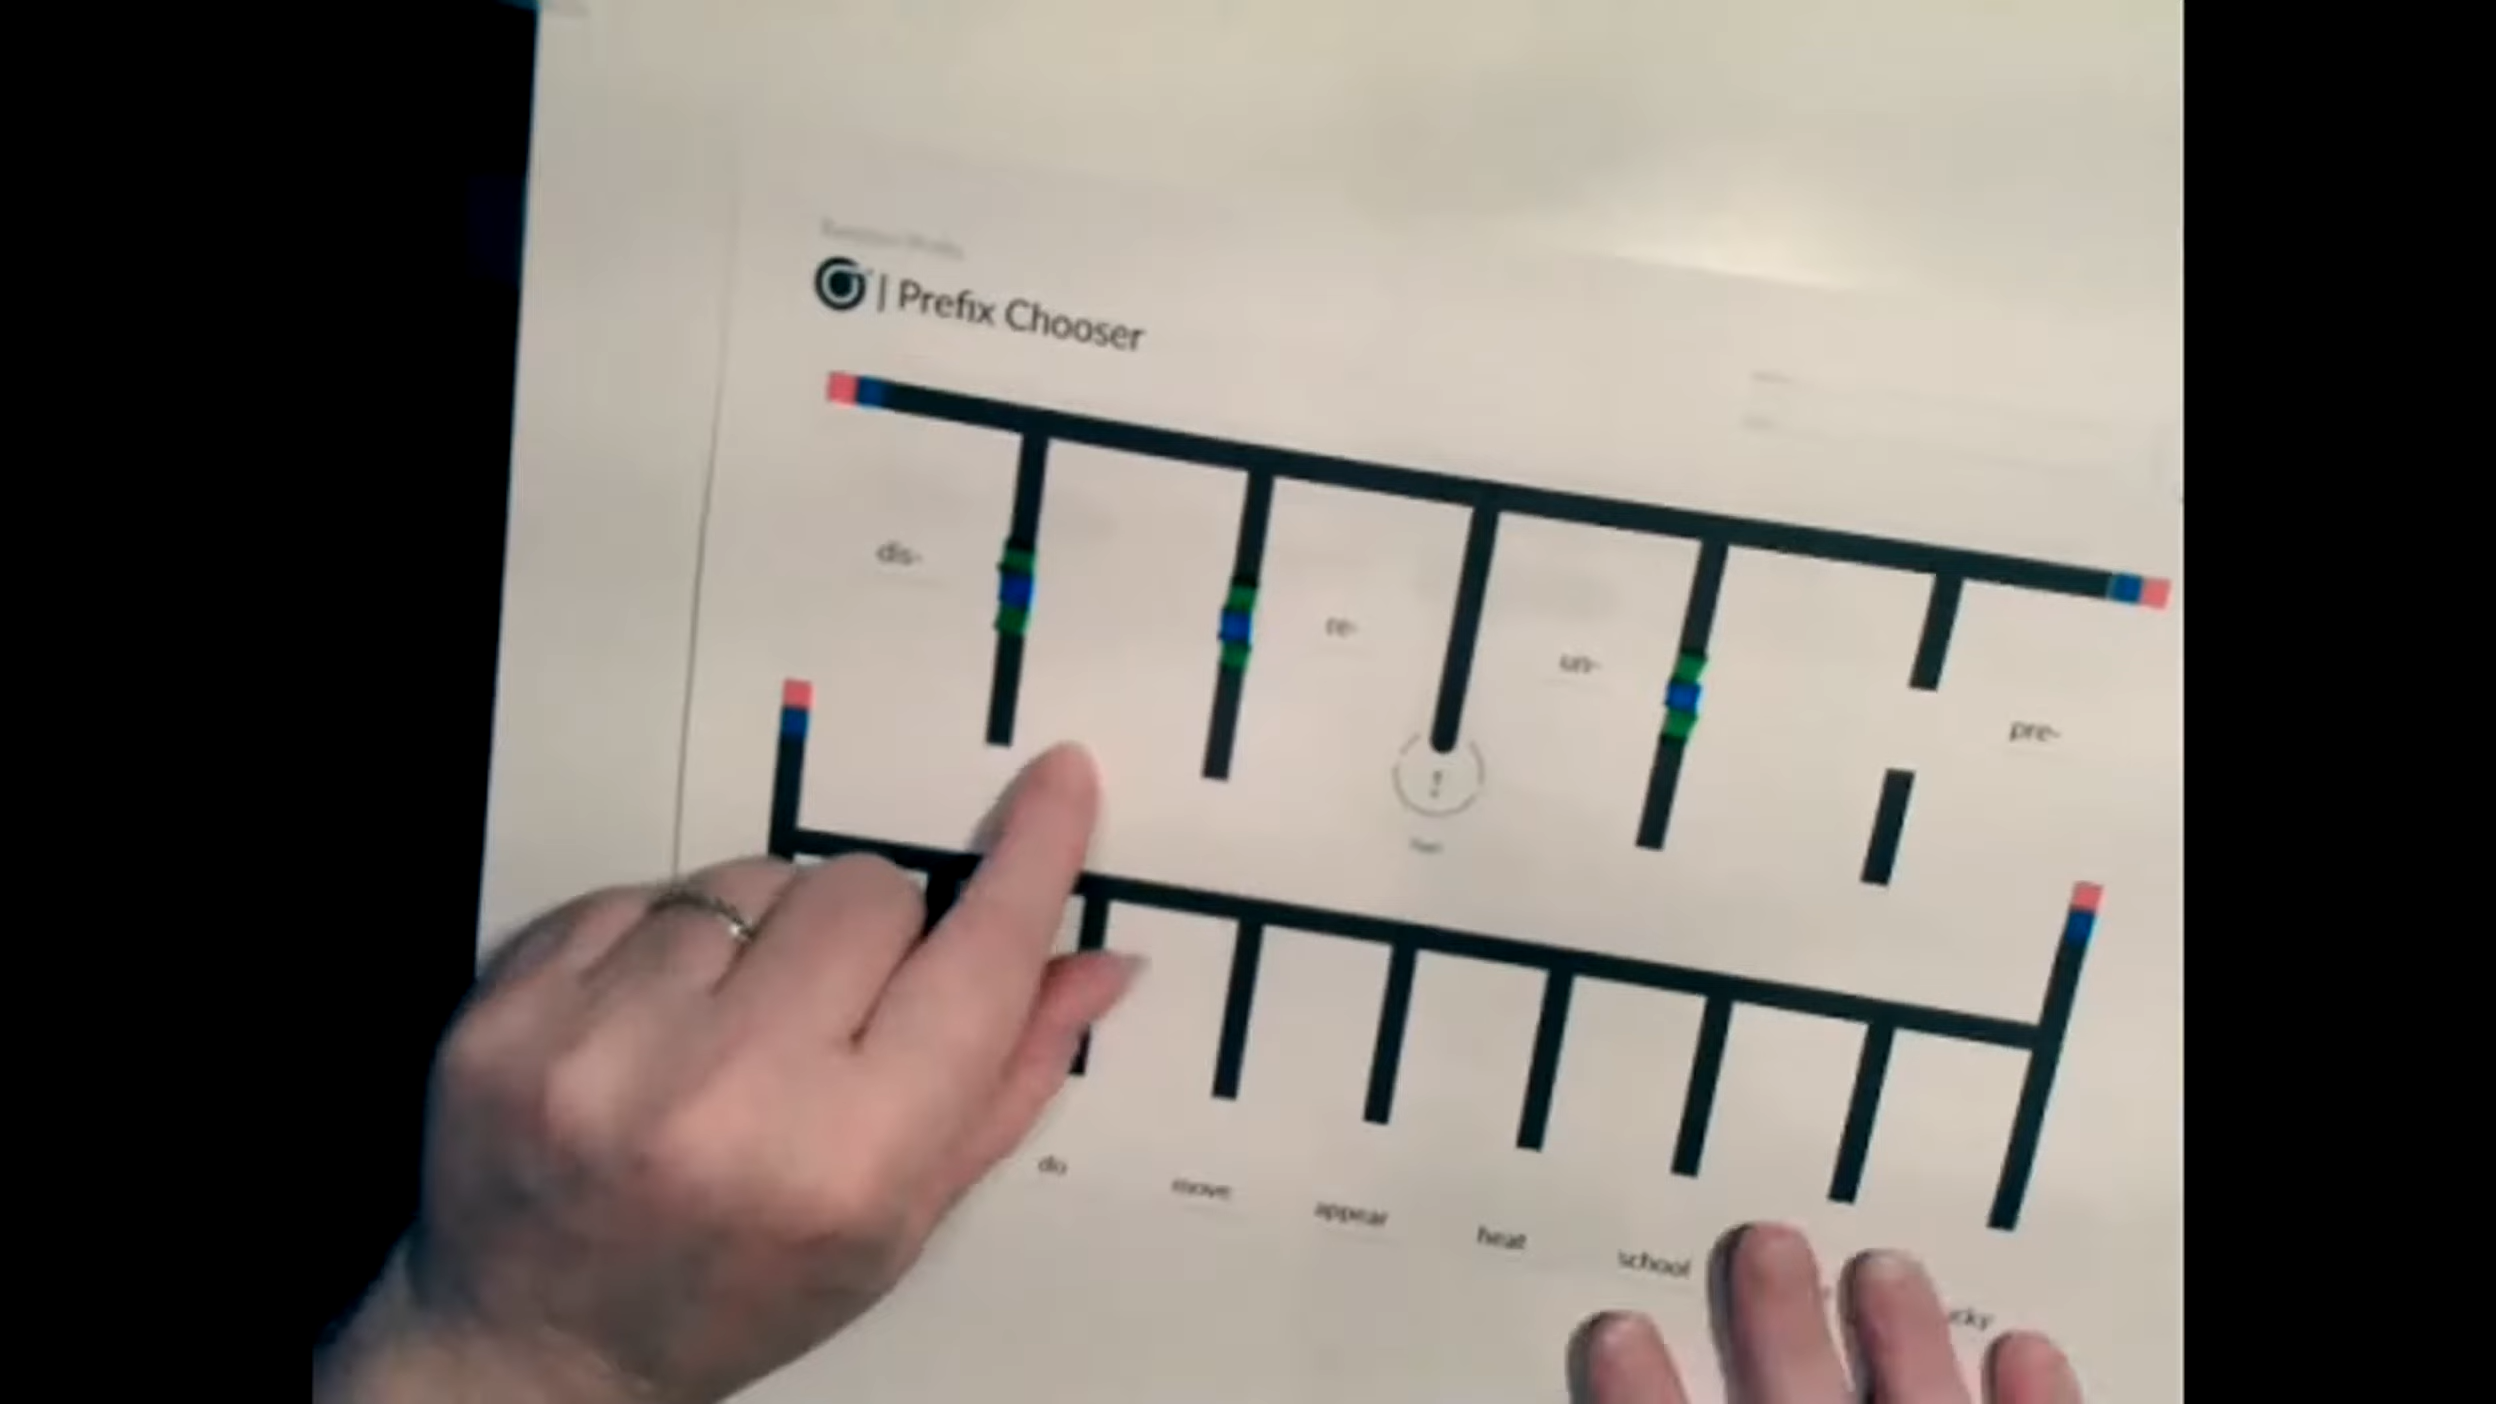 | Prefix Chooser
dis-
re-
un-
pre-
do
move
appear
heat
school